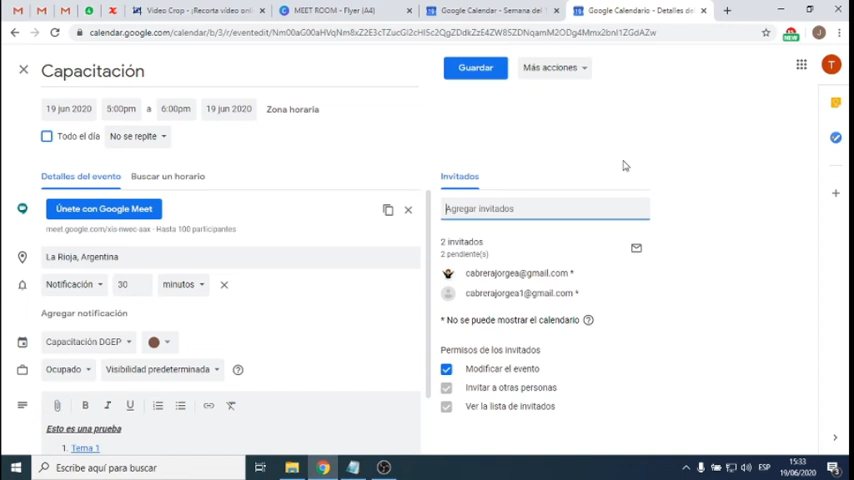 Video Crop - ¡Recorta vídeo onl
MEET ROOM - Flyer (A4)
Google Calendar - Semana del 1
Google Calendario - Detalles de
calendar.google.com/calendar/b/3/r/eventedit/
NEW
J
Capacitación
Guardar
Más acciones
T
19 jun 2020 5:00pm a 6:00pm 19 jun 2020 Zona horaria
Todo el día No se repite
Detalles del evento Buscar un horario
Invitados
Únete con Google Meet
Agregar invitados
meet.google.com/xis-nwec-aax · Hasta 100 participantes
2 invitados
2 pendiente(s)
La Rioja, Argentina
cabrerajorgea@gmail.com *
Notificación 30 minutos
cabrerajorgea1@gmail.com *
Agregar notificación
* No se puede mostrar el calendario
Capacitación DGEP
Permisos de los invitados
Ocupado Visibilidad predeterminada
Modificar el evento
Invitar a otras personas
Ver la lista de invitados
B I U
Esto es una prueba
1. Tema 1
Escribe aquí para buscar
ESP
15:33
19/06/2020
3